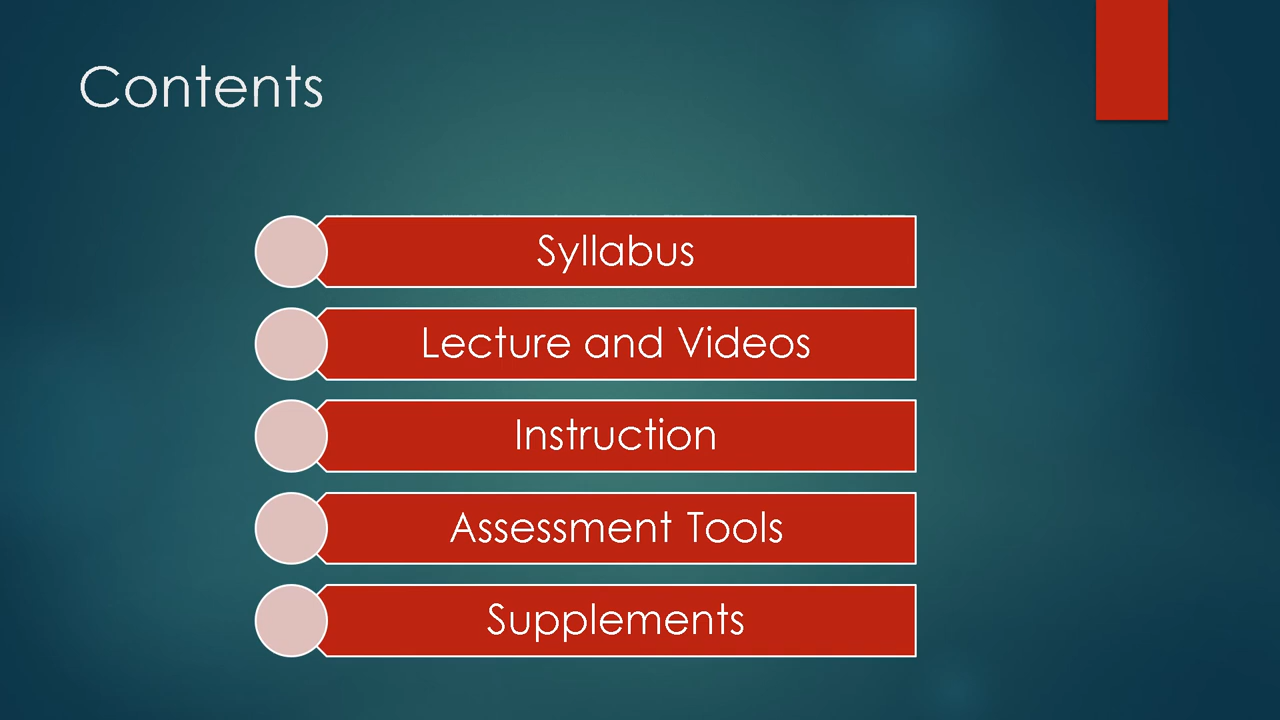 Contents
Syllabus
Lecture and Videos
Instruction
Assessment Tools
Supplements